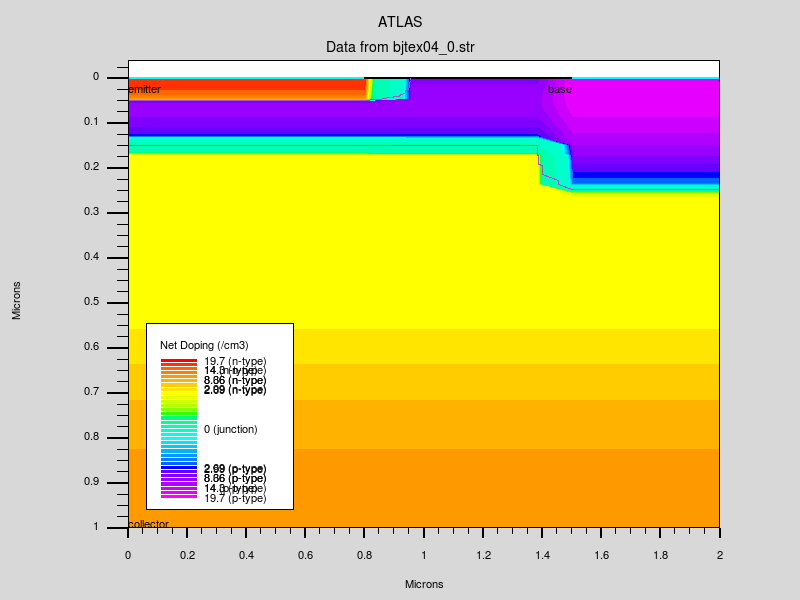 ATLAS
Data from bjtex04_0.str
0
0.1
0.2
0.3
0.4
0.5
0.6
0.7
0.8
0.9
1
Microns
emitter
base
Net Doping (/cm3)
19.7 (n-type)
8.86 (n-type)
0 (junction)
8.86 (p-type)
19.7 (p-type)
collector
0
0.2
0.4
0.6
0.8
1
1.2
1.4
1.6
1.8
2
Microns